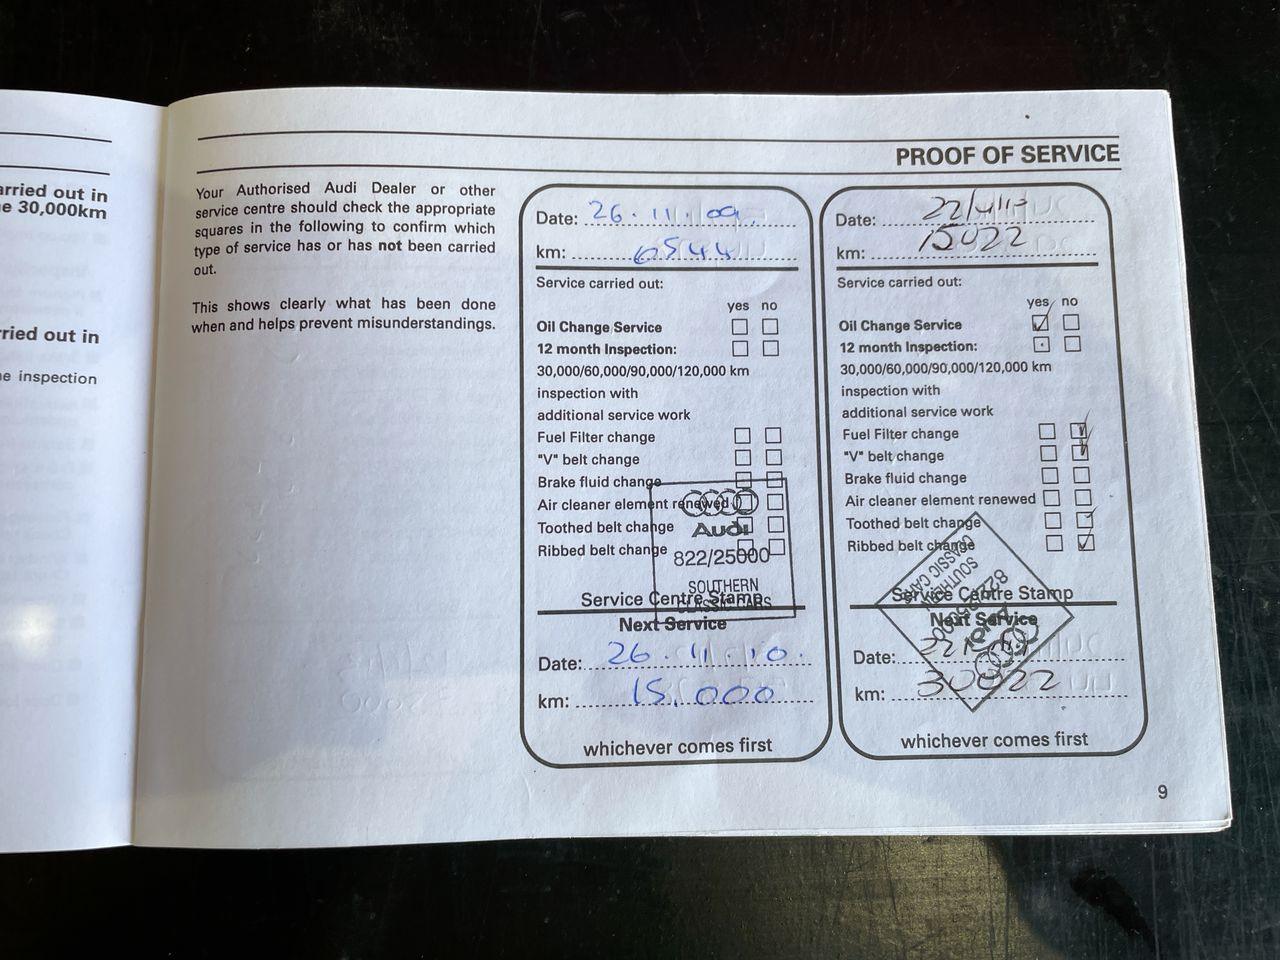 arried out in
e 30,000km
rried out in
e inspection
PROOF OF SERVICE
Your Authorised Audi Dealer or other
service centre should check the appropriate
squares in the following to confirm which
type of service has or has not been carried
out.
This shows clearly what has been done
when and helps prevent misunderstandings.
Date: 26.11.09.
km: 6544
Service carried out:
yes no
Oil Change Service
12 month Inspection:
30,000/60,000/90,000/120,000 km
inspection with
additional service work
Fuel Filter change
"V" belt change
Brake fluid change
Air cleaner element renewed
Toothed belt change
Ribbed belt change
Audi
822/25000
SOUTHERN
CLASSIC CARS
Service Centre Stamp
Next Service
Date: 26.11.10.
km: 15,000
whichever comes first
Date:
km: 15022
Service carried out:
yes no
Oil Change Service
12 month Inspection:
30,000/60,000/90,000/120,000 km
inspection with
additional service work
Fuel Filter change
"V" belt change
Brake fluid change
Air cleaner element renewed
Toothed belt change
Ribbed belt change
Audi
822/25000
SOUTHERN
CLASSIC CARS
Service Centre Stamp
Next Service
Date:
km: 30022
whichever comes first
9